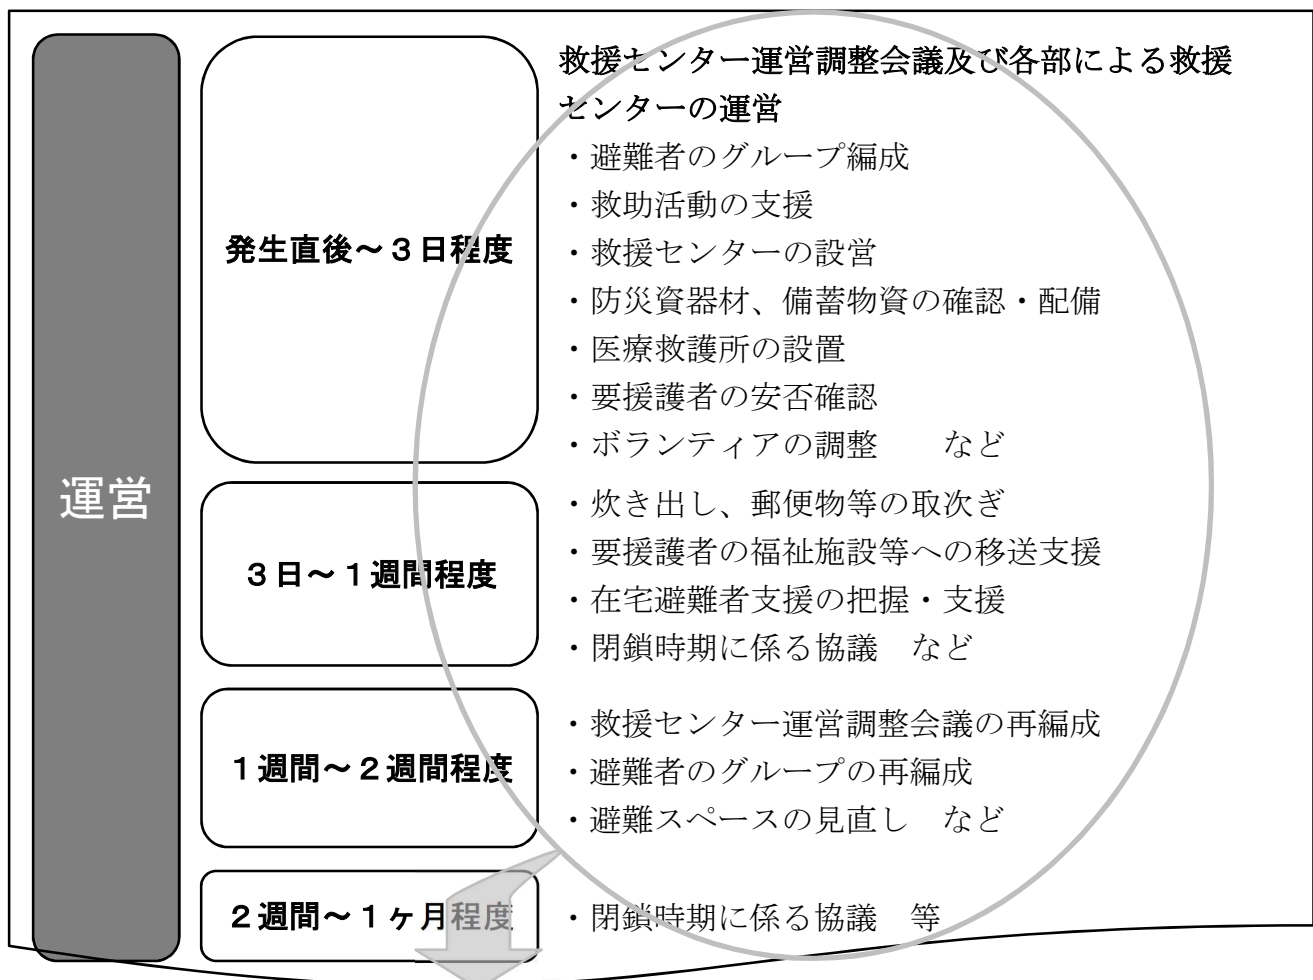 運営
発生直後～３日程度
救援センター運営調整会議及び各部による救援
センターの運営
・避難者のグループ編成
・救助活動の支援
・救援センターの設営
・防災資器材、備蓄物資の確認・配備
・医療救護所の設置
・要援護者の安否確認
・ボランティアの調整　　など
３日～１週間程度
・炊き出し、郵便物等の取次ぎ
・要援護者の福祉施設等への移送支援
・在宅避難者支援の把握・支援
・閉鎖時期に係る協議　など
１週間～２週間程度
・救援センター運営調整会議の再編成
・避難者のグループの再編成
・避難スペースの見直し　など
２週間～１ヶ月程度
・閉鎖時期に係る協議　等